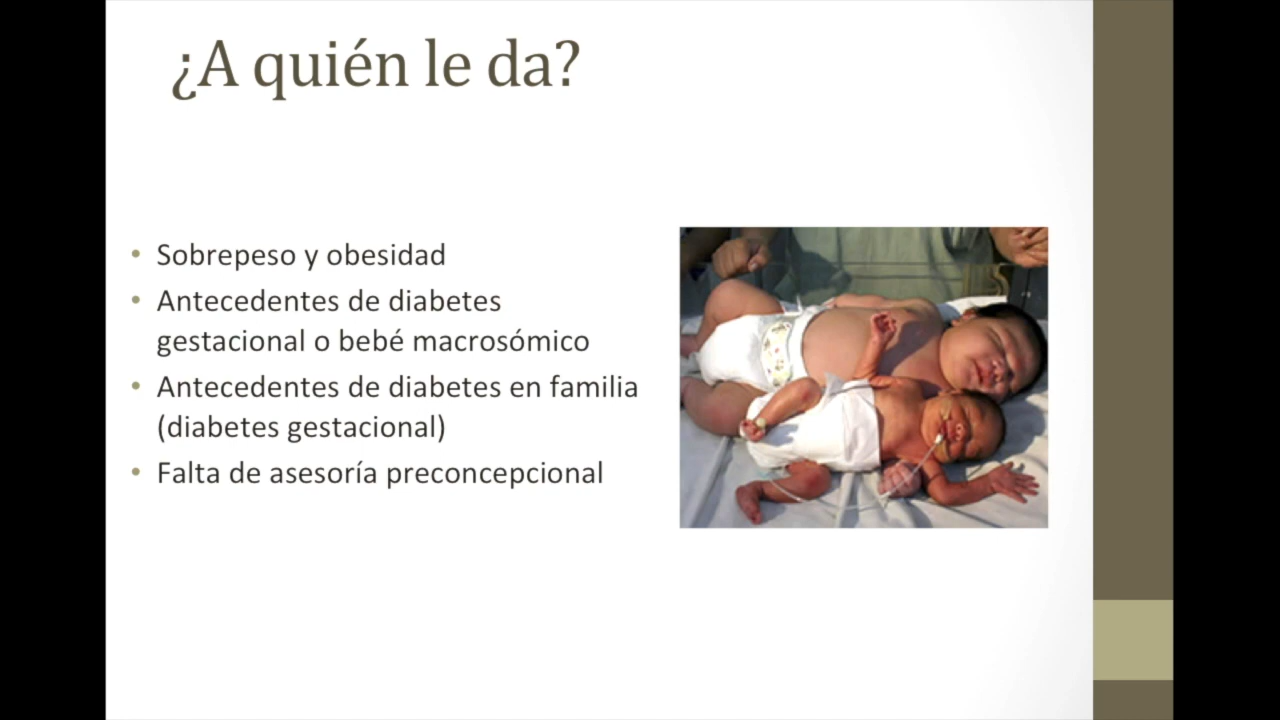 ¿A quién le da?
• Sobrepeso y obesidad
• Antecedentes de diabetes
gestacional o bebé macrosómico
• Antecedentes de diabetes en familia
(diabetes gestacional)
• Falta de asesoría preconcepcional